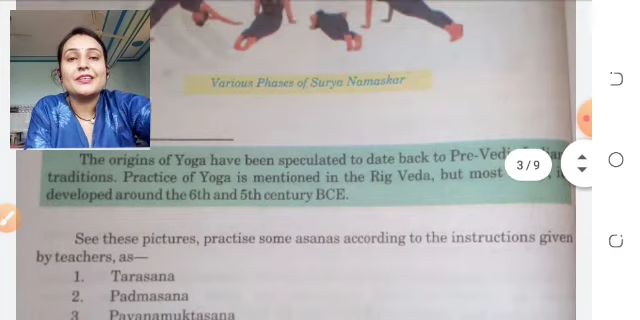 Various Phases of Surya Namaskar
The origins of Yoga have been speculated to date back to Pre-Vedi
traditions. Practice of Yoga is mentioned in the Rig Veda, but most
developed around the 6th and 5th century BCE.
3/9
See these pictures, practise some asanas according to the instructions given
by teachers, as—
1. Tarasana
2. Padmasana
3 Pavanamuktasana